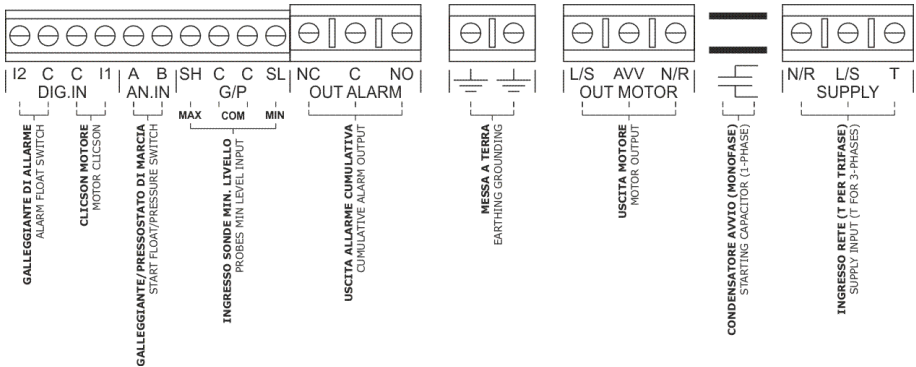 I2 C C I1 A B SH C C SL NC C NO L/S AVV N/R N/R L/S T
DIG.IN AN.IN G/P OUT ALARM OUT MOTOR SUPPLY
MAX COM MIN
GALLEGGIANTE DI ALLARME
ALARM FLOAT SWITCH
CLICSON MOTORE
MOTOR CLICSON
GALLEGGIANTE/PRESSOSTATO DI MARCIA
START FLOAT/PRESSURE SWITCH
INGRESSO SONDE MIN. LIVELLO
PROBES MIN LEVEL INPUT
USCITA ALLARME CUMULATIVA
CUMULATIVE ALARM OUTPUT
MESSA A TERRA
EARTHING GROUNDING
USCITA MOTORE
MOTOR OUTPUT
CONDENSATORE AVVIO (MONOFASE)
STARTING CAPACITOR (1-PHASE)
INGRESSO RETE (T PER TRIFASE)
SUPPLY INPUT (T FOR 3-PHASES)